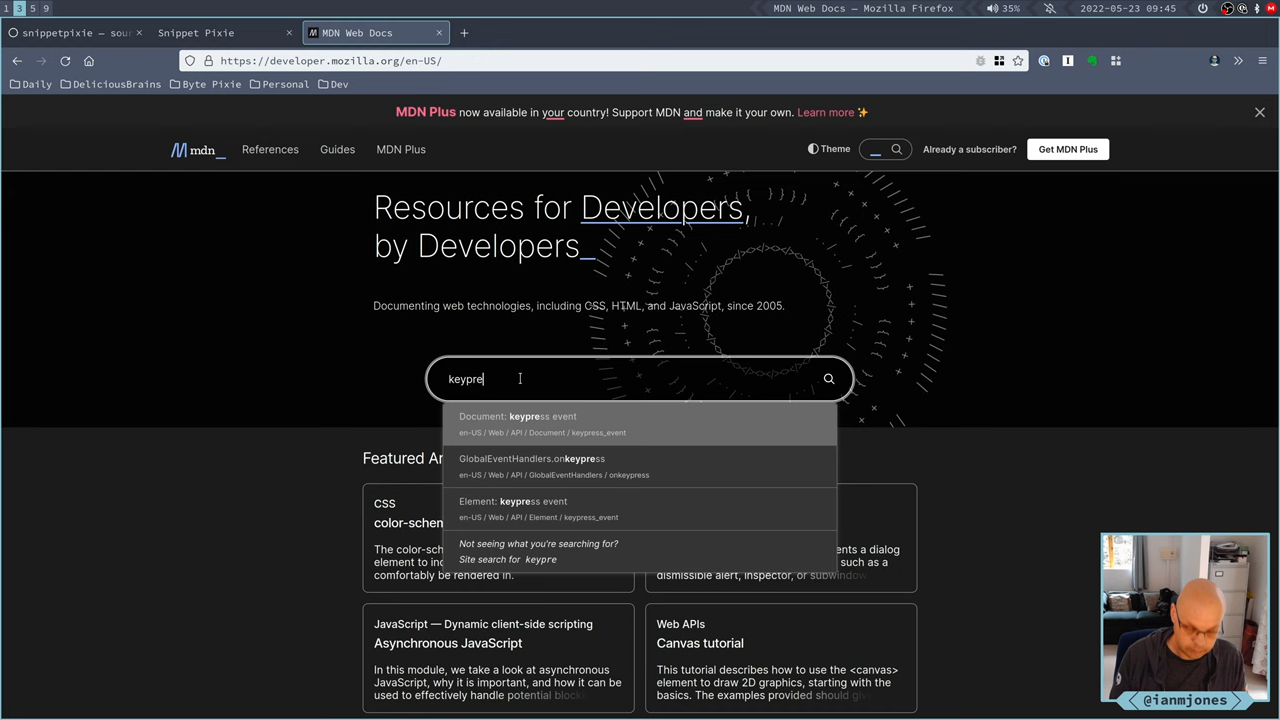 1 3 5 9
MDN Web Docs — Mozilla Firefox
35%
2022-05-23 09:45
snippetpixie — sou
Snippet Pixie
MDN Web Docs
https://developer.mozilla.org/en-US/
Daily
DeliciousBrains
Byte Pixie
Personal
Dev
MDN Plus now available in your country! Support MDN and make it your own. Learn more ✨
mdn_
References
Guides
MDN Plus
Theme
Already a subscriber?
Get MDN Plus
Resources for Developers,
by Developers_
Documenting web technologies, including CSS, HTML, and JavaScript, since 2005.
keypre
Document: keypress event
en-US / Web / API / Document / keypress_event
GlobalEventHandlers.onkeypress
en-US / Web / API / GlobalEventHandlers / onkeypress
Element: keypress event
en-US / Web / API / Element / keypress_event
Not seeing what you're searching for?
Site search for keypre
Featured Ar
CSS
color-schem
The color-sch
element to ind
comfortably be rendered in.
ents a dialog
such as a
dismissible alert, inspector, or subwindow
JavaScript — Dynamic client-side scripting
Asynchronous JavaScript
In this module, we take a look at asynchronous
JavaScript, why it is important, and how it can be
used to effectively handle potential block
Web APIs
Canvas tutorial
This tutorial describes how to use the <canvas>
element to draw 2D graphics, starting with the
basics. The examples provided should giv
@ianmjones